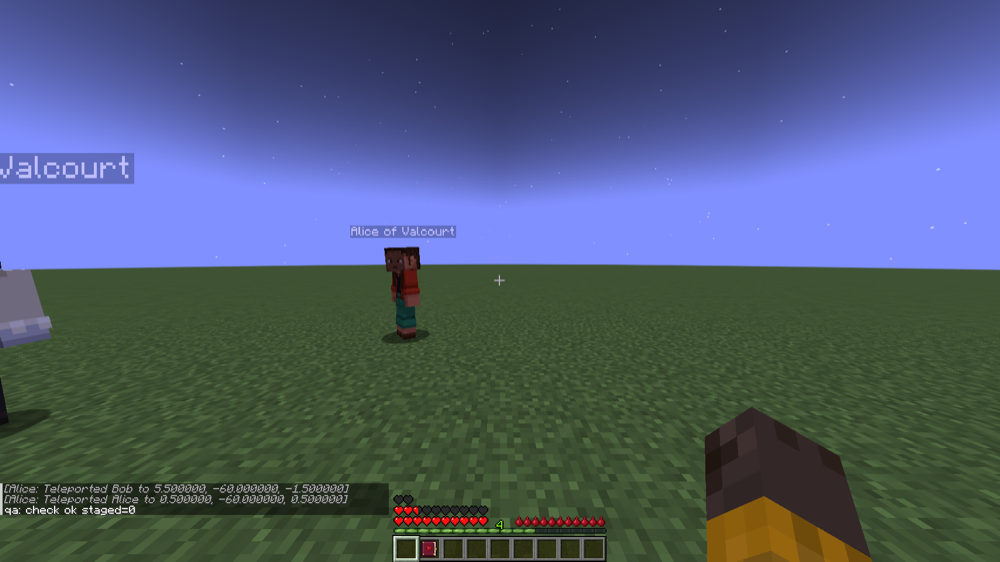 Valcourt
Alice of Valcourt
[Alice: Teleported Bob to 5.500000, -60.000000, -1.500000]
[Alice: Teleported Alice to 0.500000, -60.000000, 0.500000]
qa: check ok staged=0
4